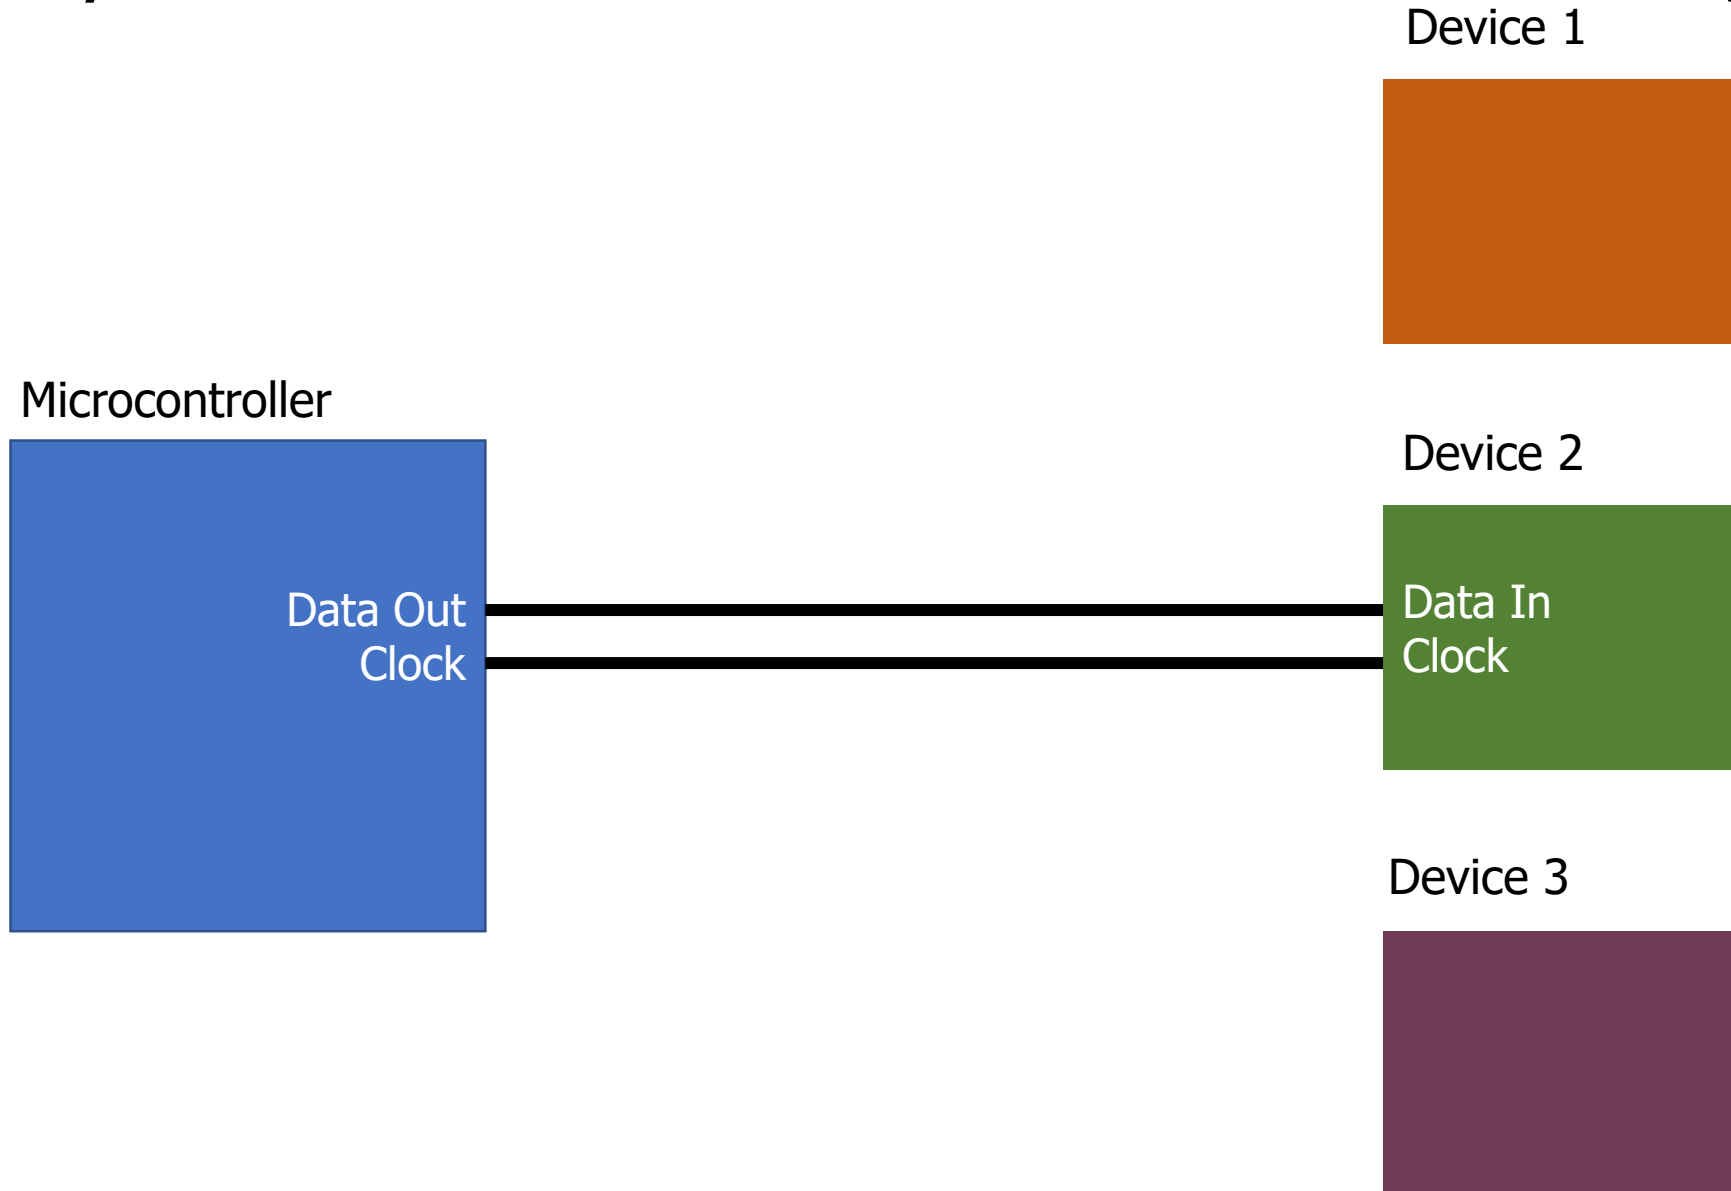 Device 1
Microcontroller
Device 2
Data Out
Clock
Data In
Clock
Device 3